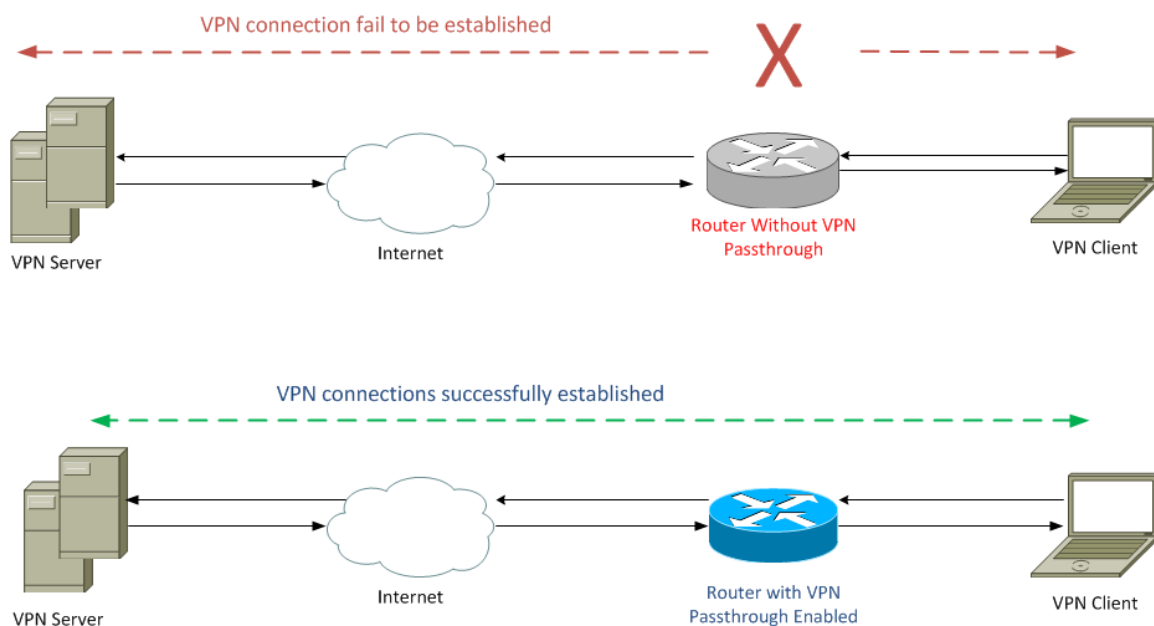 VPN connection fail to be established
X
Router Without VPN
Passthrough
Internet
VPN Server
VPN Client
VPN connections successfully established
Router with VPN
Passthrough Enabled
Internet
VPN Server
VPN Client